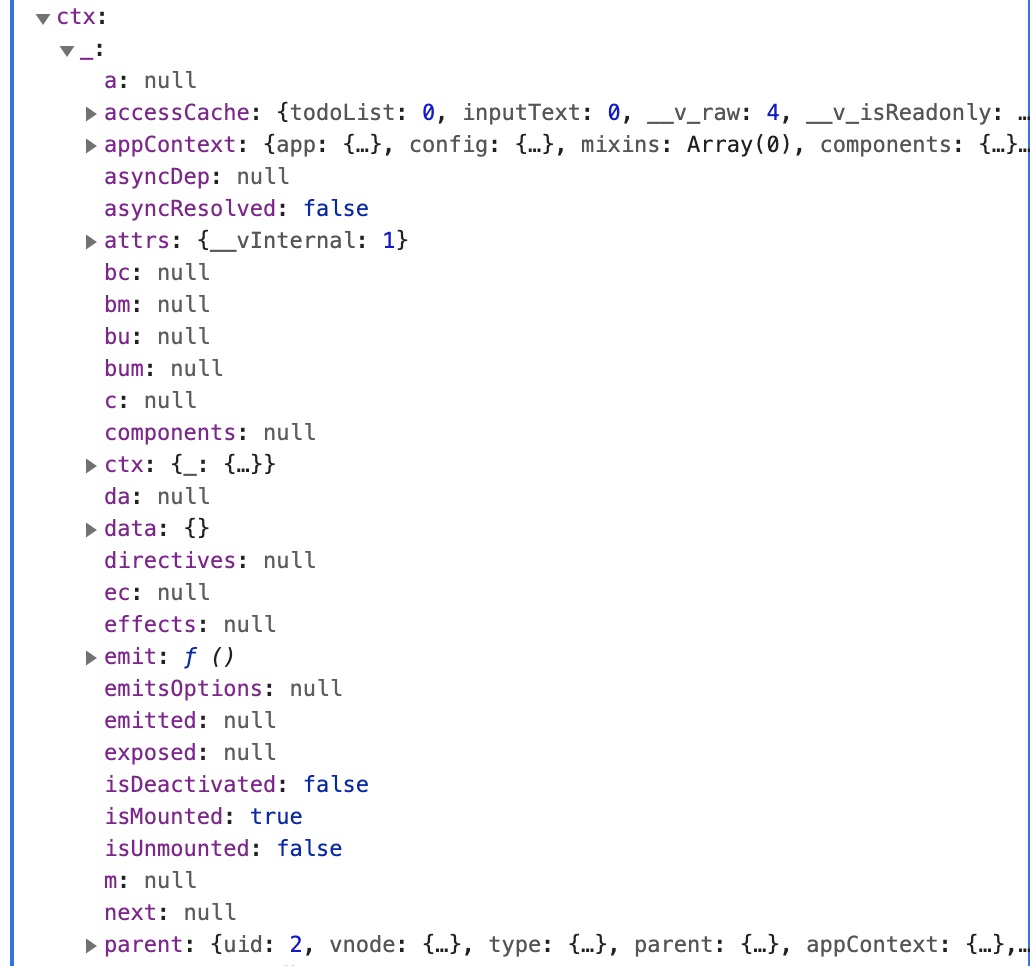 ctx:
_:
a: null
accessCache: {todoList: 0, inputText: 0, __v_raw: 4, __v_isReadonly: …
appContext: {app: {…}, config: {…}, mixins: Array(0), components: {…}…
asyncDep: null
asyncResolved: false
attrs: {__vInternal: 1}
bc: null
bm: null
bu: null
bum: null
c: null
components: null
ctx: {_: {…}}
da: null
data: {}
directives: null
ec: null
effects: null
emit: ƒ ()
emitsOptions: null
emitted: null
exposed: null
isDeactivated: false
isMounted: true
isUnmounted: false
m: null
next: null
parent: {uid: 2, vnode: {…}, type: {…}, parent: {…}, appContext: {…},…